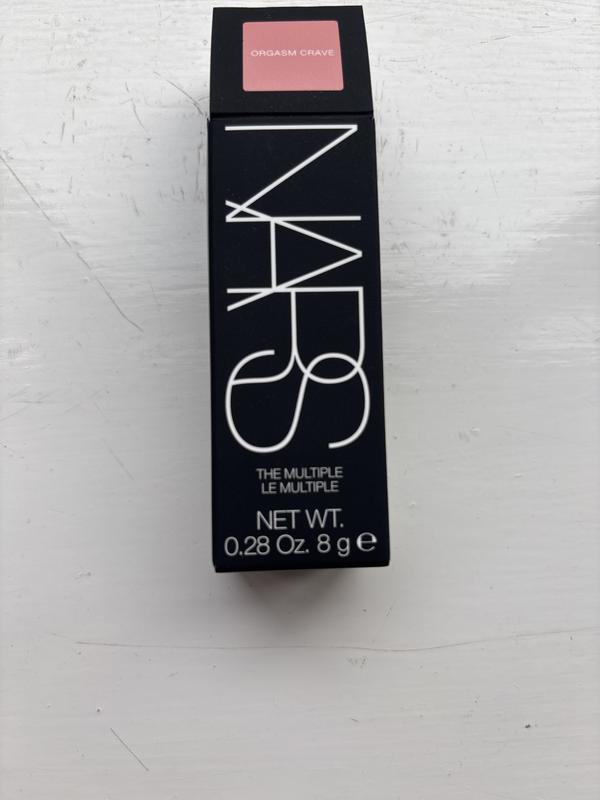 ORGASM CRAVE
NARS
THE MULTIPLE
LE MULTIPLE
NET WT.
0.28 Oz. 8 g ℮